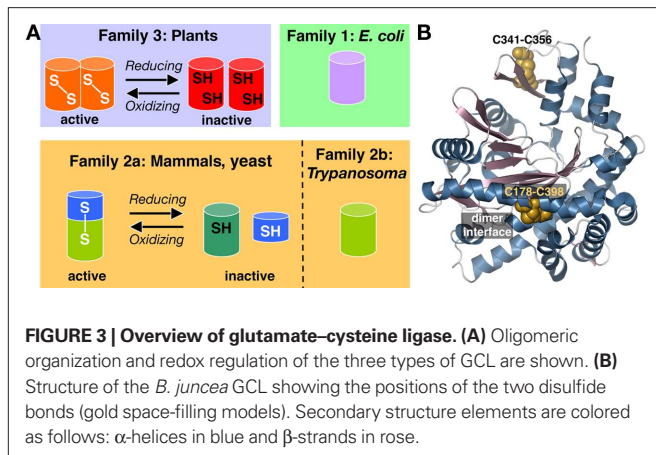 A
Family 3: Plants
S
S
S
S
Reducing
Oxidizing
SH
SH
SH
SH
active
inactive
Family 1: E. coli
Family 2a: Mammals, yeast
S
S
Reducing
Oxidizing
SH
SH
active
inactive
Family 2b:
Trypanosoma
B
C341-C356
C178-C398
dimer
interface
FIGURE 3 | Overview of glutamate–cysteine ligase. (A) Oligomeric
organization and redox regulation of the three types of GCL are shown. (B)
Structure of the B. juncea GCL showing the positions of the two disulfide
bonds (gold space-filling models). Secondary structure elements are colored
as follows: α-helices in blue and β-strands in rose.